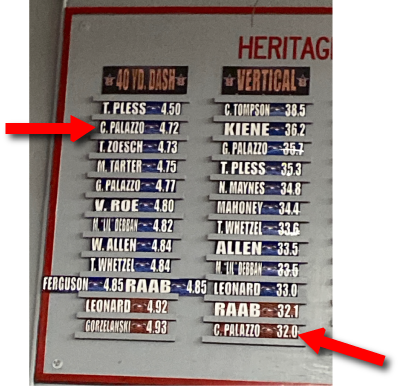 HERITAG
40 YD. DASH
T. PLESS 4.50
C. PALAZZO 4.72
T. ZOESCH 4.73
M. TARTER 4.75
G. PALAZZO 4.77
V. ROE 4.80
M. "LIL" DEBBAN 4.82
W. ALLEN 4.84
T. WHETZEL 4.84
FERGUSON 4.85 RAAB 4.85
LEONARD 4.92
GORZELANSKI 4.93
VERTICAL
C. TOMPSON 38.5
KIENE 36.2
G. PALAZZO 35.7
T. PLESS 35.3
N. MAYNES 34.8
MAHONEY 34.4
T. WHETZEL 33.6
ALLEN 33.5
M. "LIL" DEBBAN 33.5
LEONARD 33.0
RAAB 32.1
C. PALAZZO 32.0